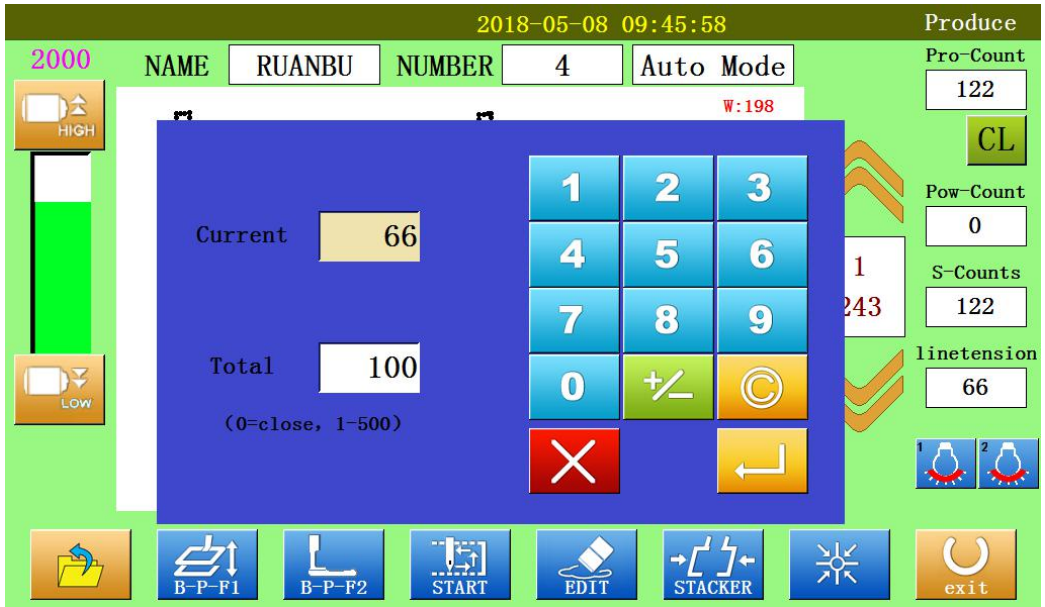 2018-05-08 09:45:58 Produce
2000 NAME RUANBU NUMBER 4 Auto Mode Pro-Count
122
HIGH
W:198
CL
1 2 3
Pow-Count
0
Current 66
4 5 6
1
S-Counts
243 122
7 8 9
linetension
66
Total 100
0 +/− ©
LOW
(0=close, 1-500)
1 2
B-P-F1 B-P-F2 START EDIT STACKER exit